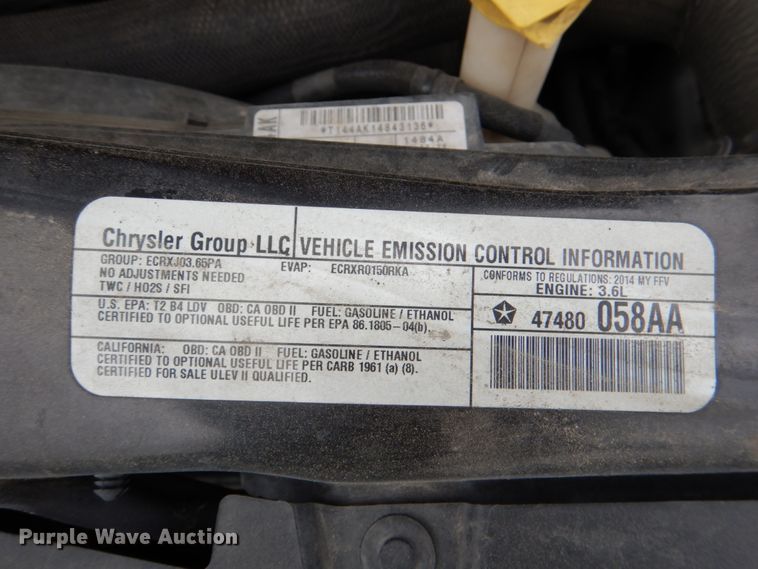 *T144AK14843136*
1484A
Chrysler Group LLC VEHICLE EMISSION CONTROL INFORMATION
GROUP: ECRXJ03.65PA EVAP: ECRXR0150RKA CONFORMS TO REGULATIONS: 2014 MY FFV
NO ADJUSTMENTS NEEDED ENGINE: 3.6L
TWC / HO2S / SFI
U.S. EPA: T2 B4 LDV OBD: CA OBD II FUEL: GASOLINE / ETHANOL
CERTIFIED TO OPTIONAL USEFUL LIFE PER EPA 86.1805-04(b).
47480 058AA
CALIFORNIA: OBD: CA OBD II FUEL: GASOLINE / ETHANOL
CERTIFIED TO OPTIONAL USEFUL LIFE PER CARB 1961 (a) (8).
CERTIFIED FOR SALE ULEV II QUALIFIED.
Purple Wave Auction